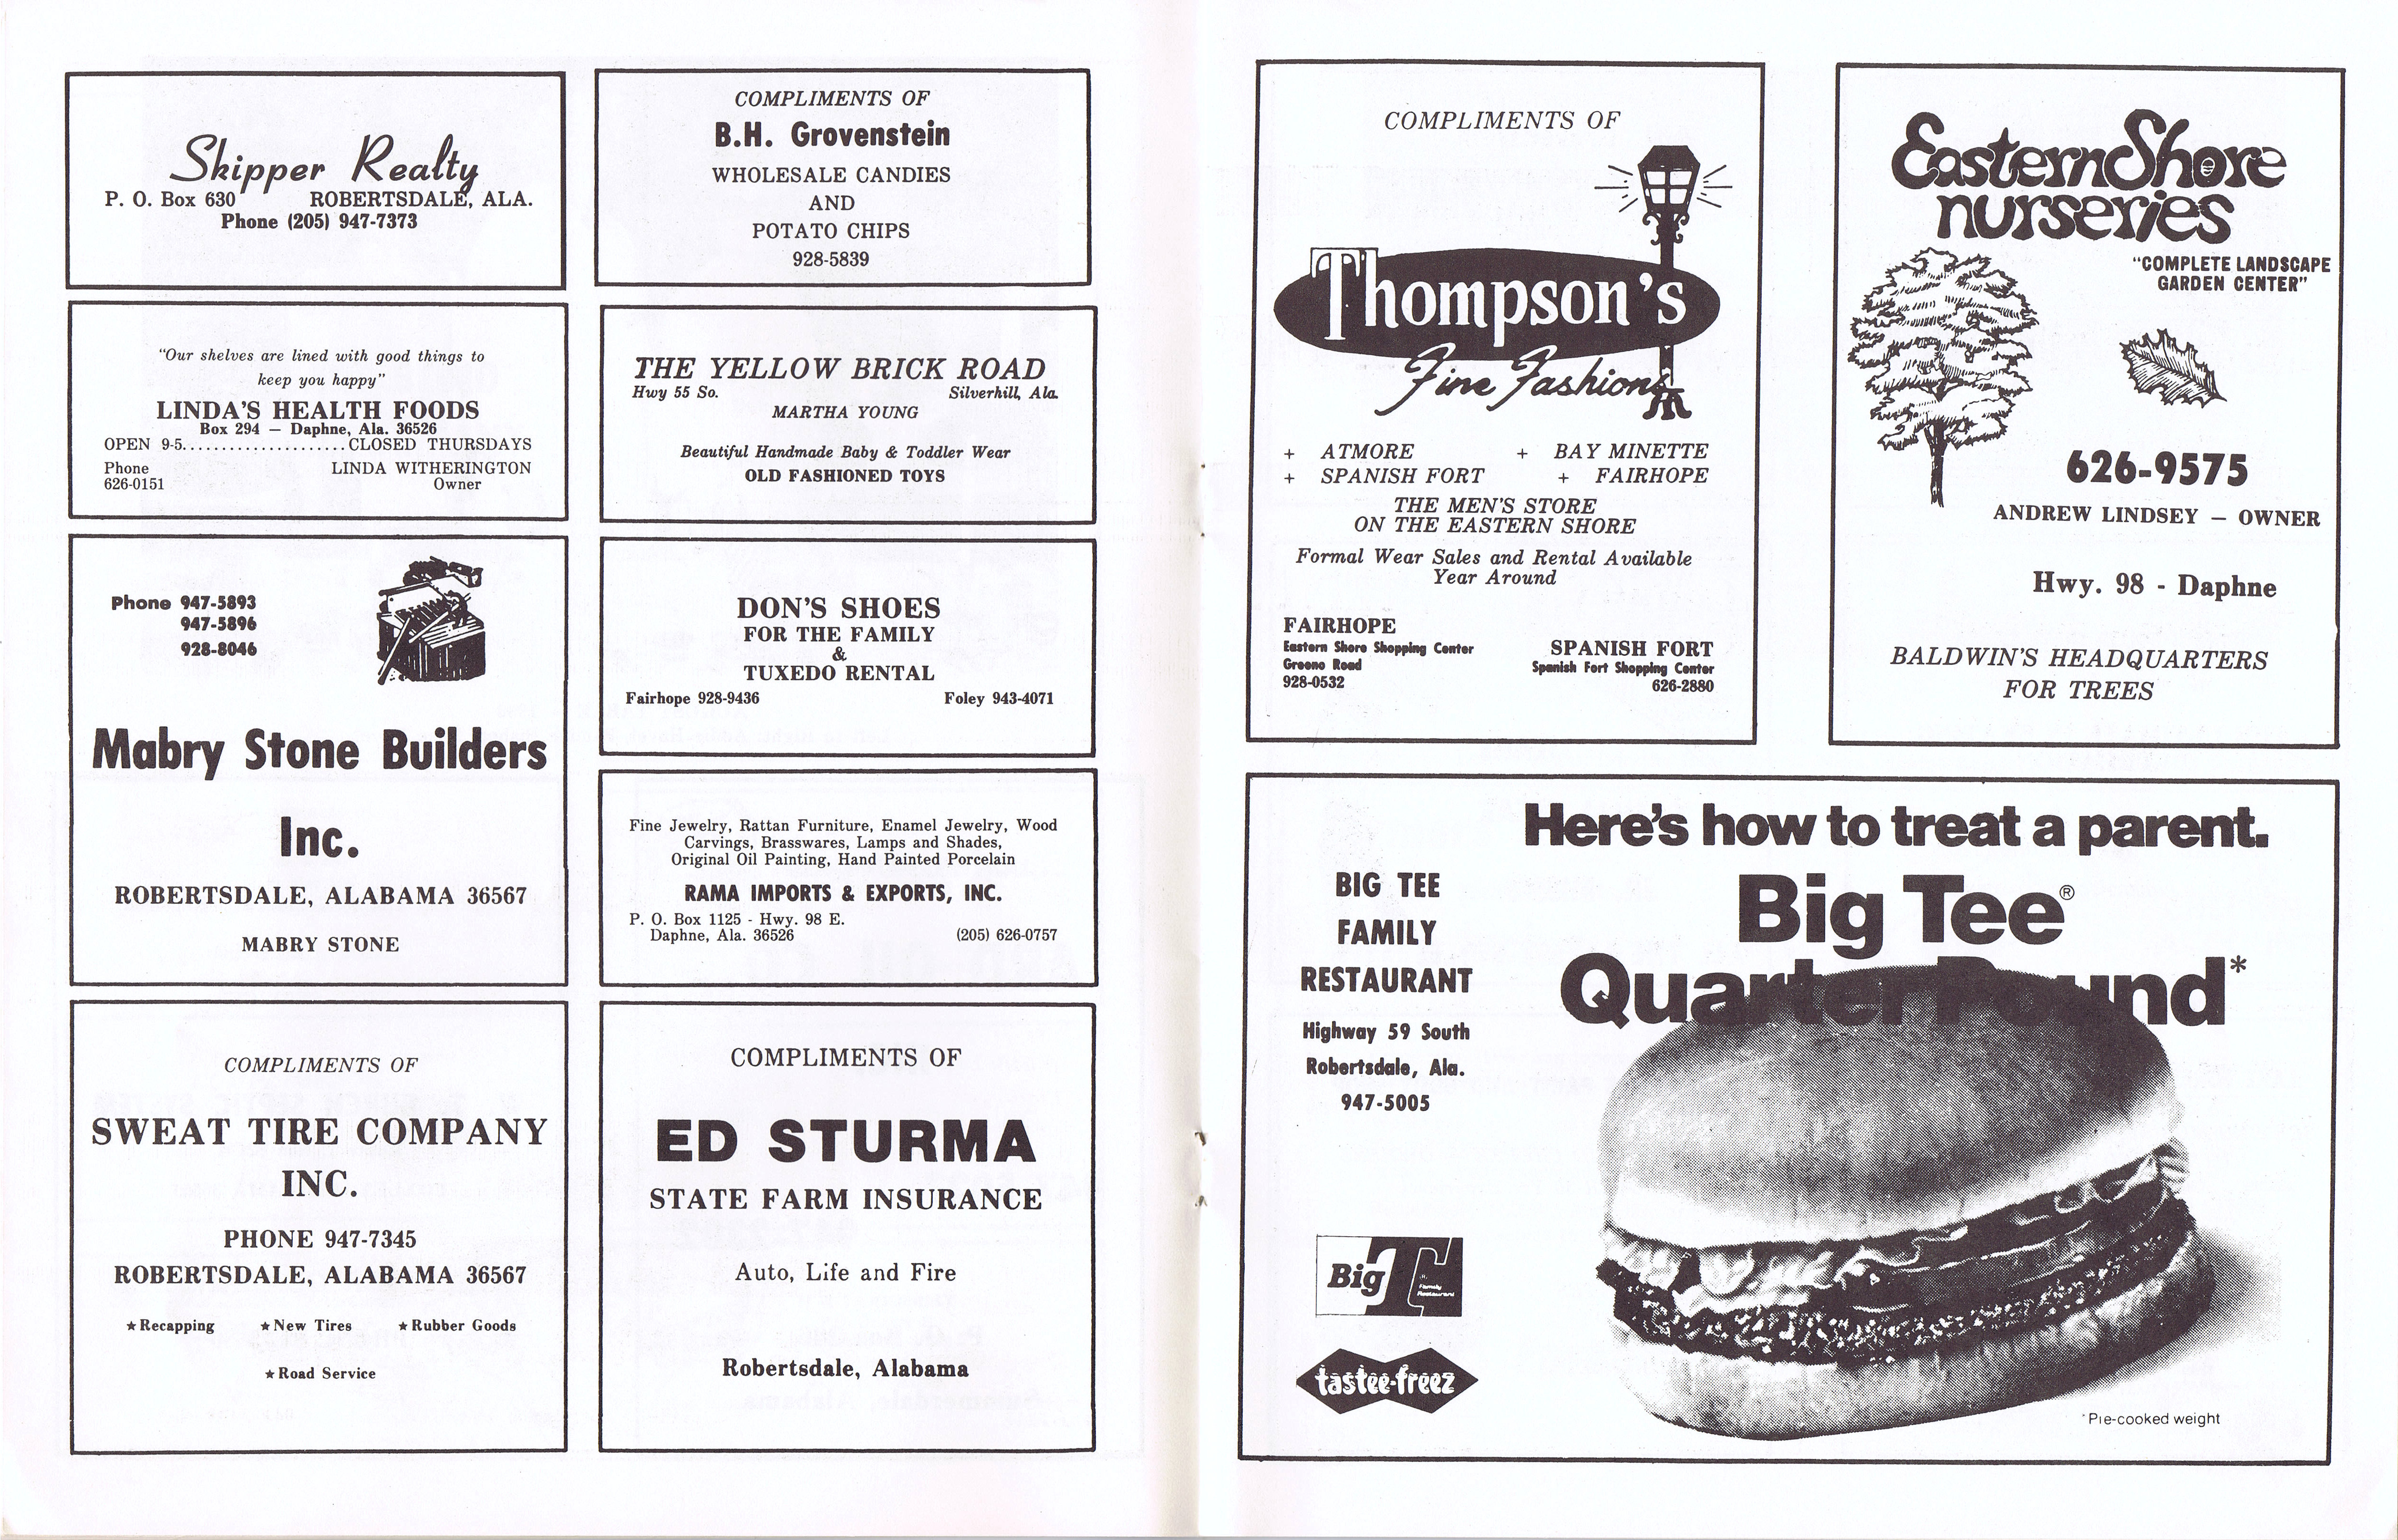 Skipper Realty
P. O. Box 630 ROBERTSDALE, ALA.
Phone (205) 947-7373
"Our shelves are lined with good things to
keep you happy"
LINDA'S HEALTH FOODS
Box 294 — Daphne, Ala. 36526
OPEN 9-5.....................CLOSED THURSDAYS
Phone LINDA WITHERINGTON
626-0151 Owner
Phone 947-5893
947-5896
928-8046
Mabry Stone Builders
Inc.
ROBERTSDALE, ALABAMA 36567
MABRY STONE
COMPLIMENTS OF
SWEAT TIRE COMPANY
INC.
PHONE 947-7345
ROBERTSDALE, ALABAMA 36567
★Recapping ★New Tires ★Rubber Goods
★Road Service
COMPLIMENTS OF
B.H. Grovenstein
WHOLESALE CANDIES
AND
POTATO CHIPS
928-5839
THE YELLOW BRICK ROAD
Hwy 55 So. Silverhill, Ala.
MARTHA YOUNG
Beautiful Handmade Baby & Toddler Wear
OLD FASHIONED TOYS
DON'S SHOES
FOR THE FAMILY
&
TUXEDO RENTAL
Fairhope 928-9436 Foley 943-4071
Fine Jewelry, Rattan Furniture, Enamel Jewelry, Wood
Carvings, Brasswares, Lamps and Shades,
Original Oil Painting, Hand Painted Porcelain
RAMA IMPORTS & EXPORTS, INC.
P. O. Box 1125 - Hwy. 98 E.
Daphne, Ala. 36526 (205) 626-0757
COMPLIMENTS OF
ED STURMA
STATE FARM INSURANCE
Auto, Life and Fire
Robertsdale, Alabama
COMPLIMENTS OF
Thompson's
Fine Fashions
+ ATMORE + BAY MINETTE
+ SPANISH FORT + FAIRHOPE
THE MEN'S STORE
ON THE EASTERN SHORE
Formal Wear Sales and Rental Available
Year Around
FAIRHOPE
Eastern Shore Shopping Center
Greeno Road
928-0532
SPANISH FORT
Spanish Fort Shopping Center
626-2880
Eastern Shore
nurseries
"COMPLETE LANDSCAPE
GARDEN CENTER"
626-9575
ANDREW LINDSEY — OWNER
Hwy. 98 - Daphne
BALDWIN'S HEADQUARTERS
FOR TREES
Here's how to treat a parent.
Big Tee®
Quarter Pound*
BIG TEE
FAMILY
RESTAURANT
Highway 59 South
Robertsdale, Ala.
947-5005
Big T
Family
Restaurant
tastee-freez
*Pre-cooked weight